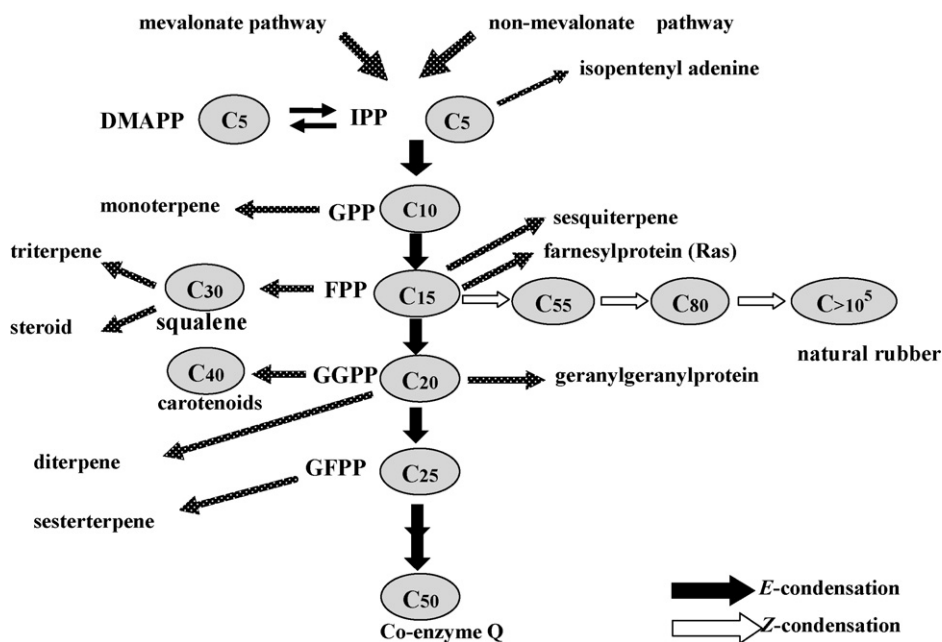 mevalonate pathway
non-mevalonate pathway
isopentenyl adenine
DMAPP
C5
IPP
C5
monoterpene
GPP
C10
sesquiterpene
farnesylprotein (Ras)
triterpene
C30
FPP
C15
C55
C80
C>10⁵
steroid
squalene
natural rubber
C40
GGPP
C20
geranylgeranylprotein
carotenoids
diterpene
GFPP
C25
sesterterpene
C50
Co-enzyme Q
E-condensation
Z-condensation